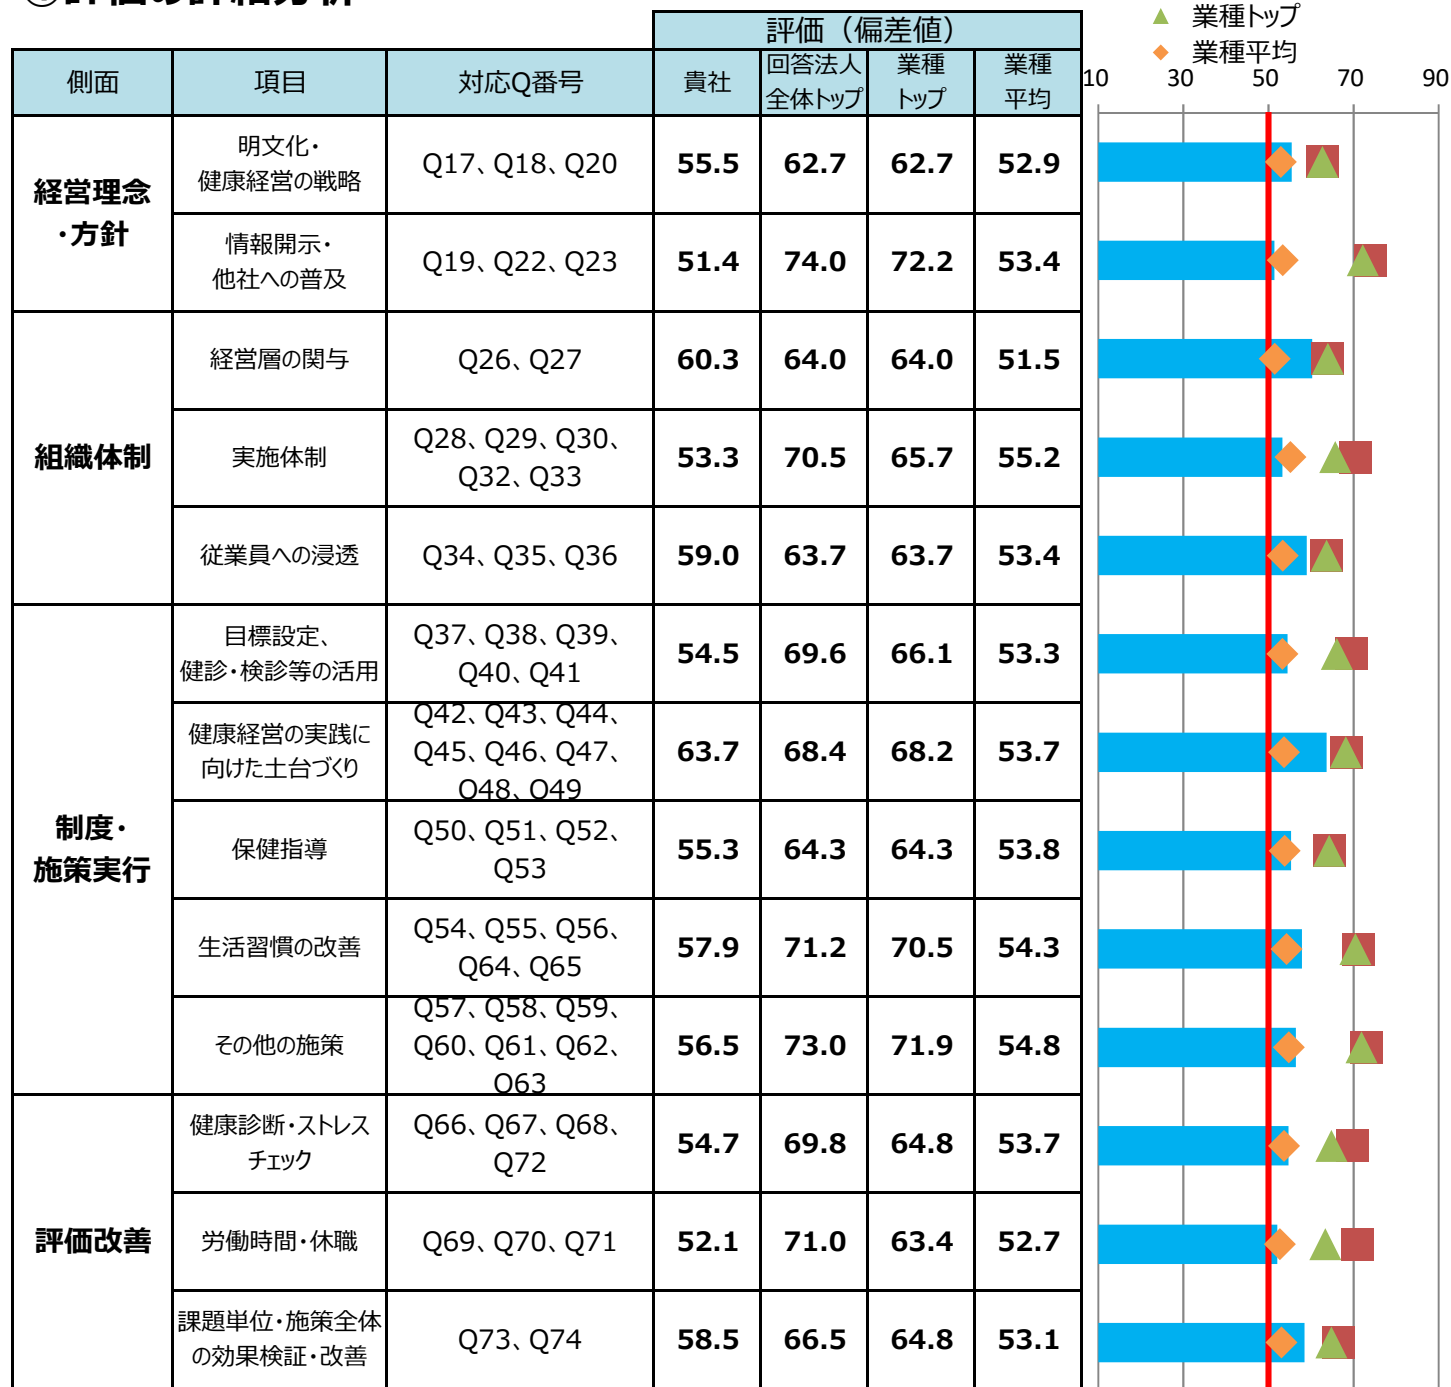 評価の詳細分析
▲ 業種トップ
◆ 業種平均
評価（偏差値）
側面 項目 対応Q番号 貴社 回答法人 業種 業種
全体トップ トップ 平均
10 30 50 70 90
経営理念
・方針
明文化・
健康経営の戦略
Q17、Q18、Q20 55.5 62.7 62.7 52.9
情報開示・
他社への普及
Q19、Q22、Q23 51.4 74.0 72.2 53.4
組織体制
経営層の関与 Q26、Q27 60.3 64.0 64.0 51.5
実施体制
Q28、Q29、Q30、
Q32、Q33
53.3 70.5 65.7 55.2
従業員への浸透 Q34、Q35、Q36 59.0 63.7 63.7 53.4
制度・
施策実行
目標設定、
健診・検診等の活用
Q37、Q38、Q39、
Q40、Q41
54.5 69.6 66.1 53.3
健康経営の実践に
向けた土台づくり
Q42、Q43、Q44、
Q45、Q46、Q47、
Q48、Q49
63.7 68.4 68.2 53.7
保健指導
Q50、Q51、Q52、
Q53
55.3 64.3 64.3 53.8
生活習慣の改善
Q54、Q55、Q56、
Q64、Q65
57.9 71.2 70.5 54.3
その他の施策
Q57、Q58、Q59、
Q60、Q61、Q62、
Q63
56.5 73.0 71.9 54.8
評価改善
健康診断・ストレス
チェック
Q66、Q67、Q68、
Q72
54.7 69.8 64.8 53.7
労働時間・休職 Q69、Q70、Q71 52.1 71.0 63.4 52.7
課題単位・施策全体
の効果検証・改善
Q73、Q74 58.5 66.5 64.8 53.1